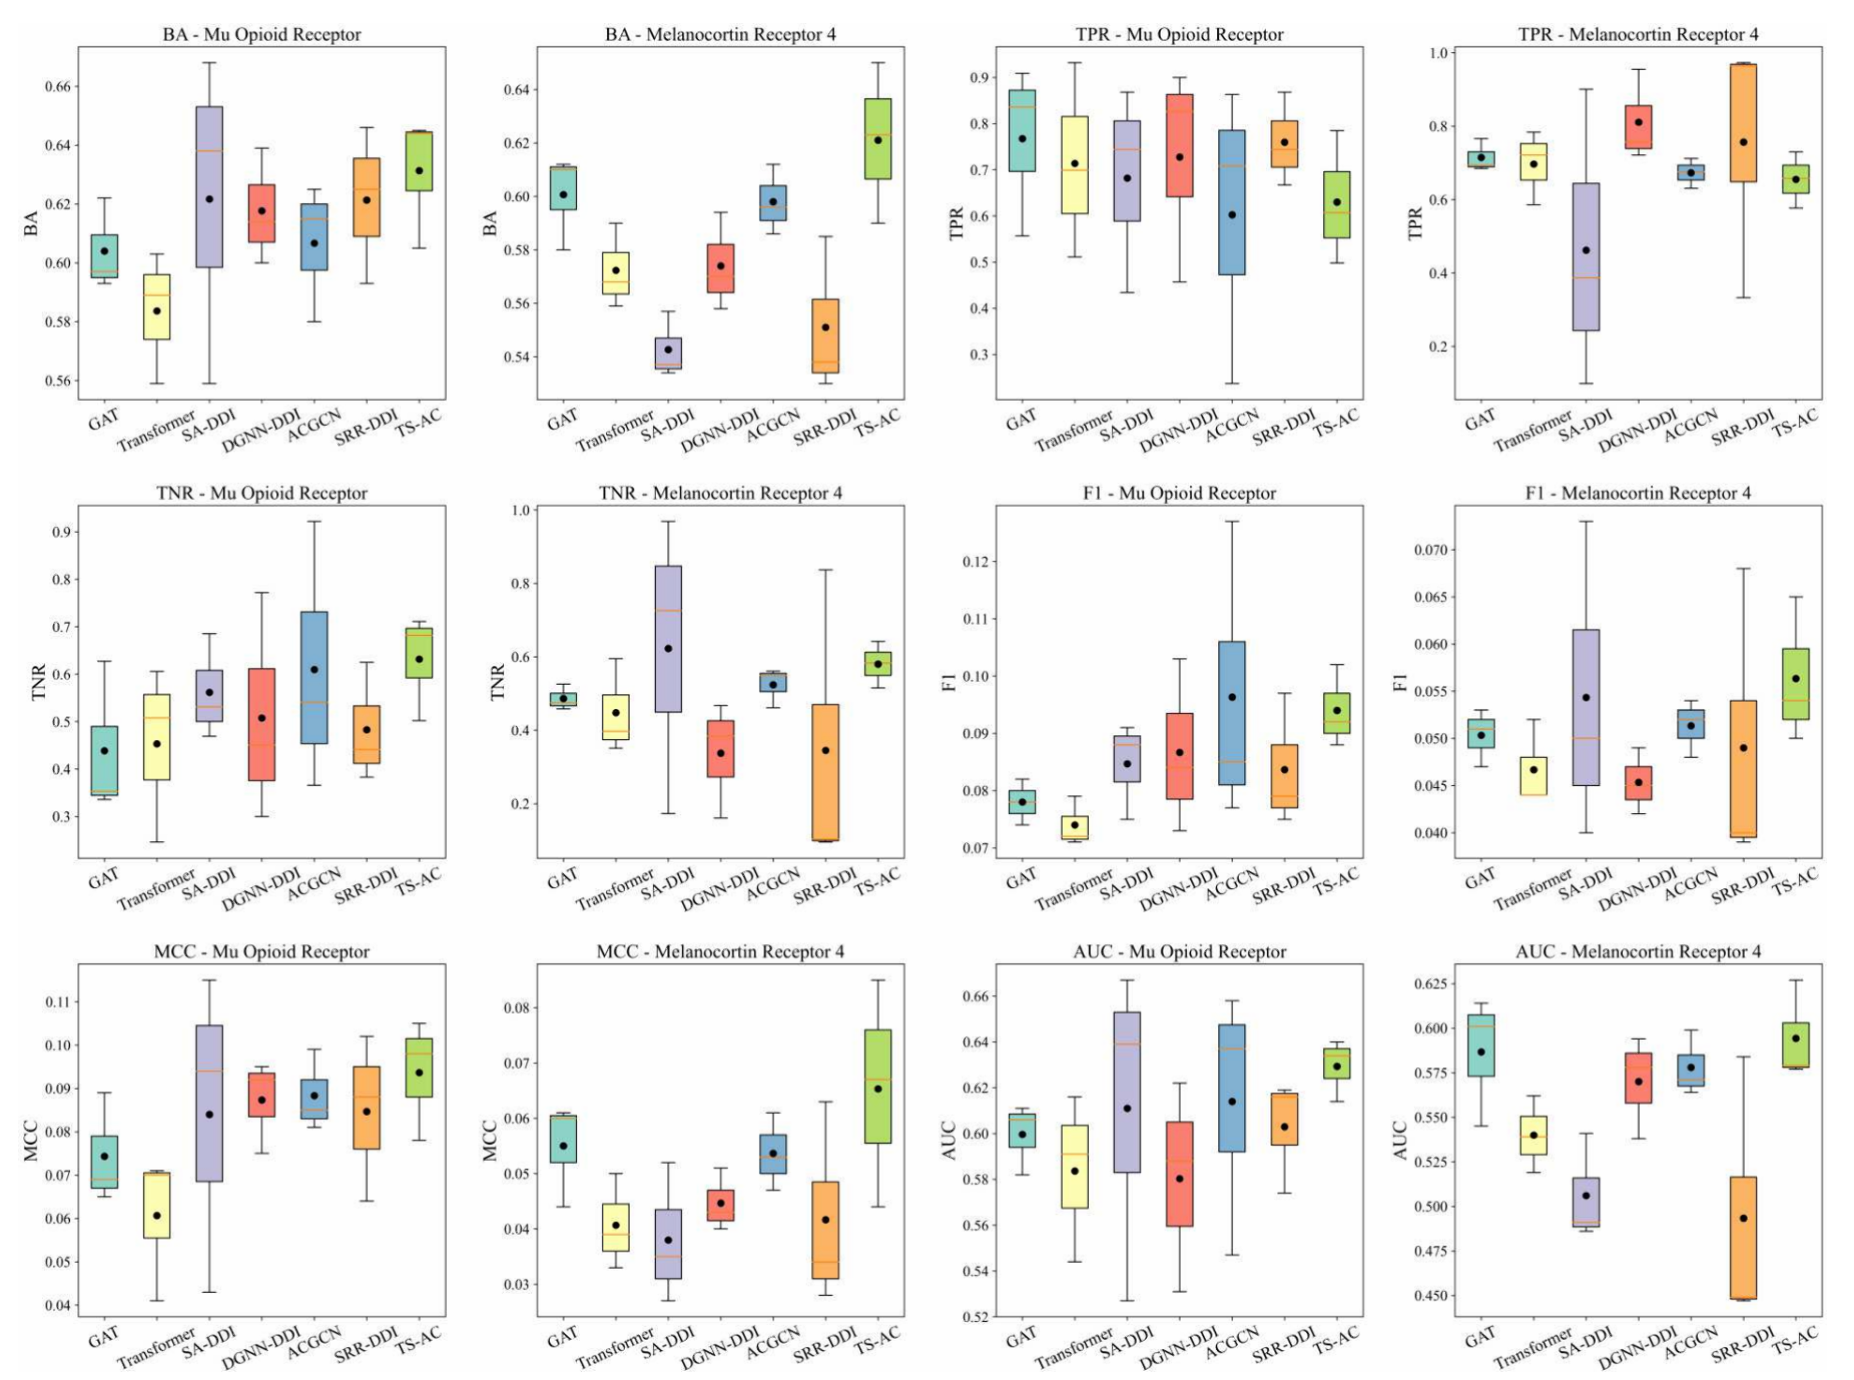 BA - Mu Opioid Receptor
BA
0.66
0.64
0.62
0.60
0.58
0.56
GAT
Transformer
SA-DDI
DGNN-DDI
ACGCN
SRR-DDI
TS-AC
BA - Melanocortin Receptor 4
BA
0.64
0.62
0.60
0.58
0.56
0.54
GAT
Transformer
SA-DDI
DGNN-DDI
ACGCN
SRR-DDI
TS-AC
TPR - Mu Opioid Receptor
TPR
0.9
0.8
0.7
0.6
0.5
0.4
0.3
GAT
Transformer
SA-DDI
DGNN-DDI
ACGCN
SRR-DDI
TS-AC
TPR - Melanocortin Receptor 4
TPR
1.0
0.8
0.6
0.4
0.2
GAT
Transformer
SA-DDI
DGNN-DDI
ACGCN
SRR-DDI
TS-AC
TNR - Mu Opioid Receptor
TNR
0.9
0.8
0.7
0.6
0.5
0.4
0.3
GAT
Transformer
SA-DDI
DGNN-DDI
ACGCN
SRR-DDI
TS-AC
TNR - Melanocortin Receptor 4
TNR
1.0
0.8
0.6
0.4
0.2
GAT
Transformer
SA-DDI
DGNN-DDI
ACGCN
SRR-DDI
TS-AC
F1 - Mu Opioid Receptor
F1
0.12
0.11
0.10
0.09
0.08
0.07
GAT
Transformer
SA-DDI
DGNN-DDI
ACGCN
SRR-DDI
TS-AC
F1 - Melanocortin Receptor 4
F1
0.070
0.065
0.060
0.055
0.050
0.045
0.040
GAT
Transformer
SA-DDI
DGNN-DDI
ACGCN
SRR-DDI
TS-AC
MCC - Mu Opioid Receptor
MCC
0.11
0.10
0.09
0.08
0.07
0.06
0.05
0.04
GAT
Transformer
SA-DDI
DGNN-DDI
ACGCN
SRR-DDI
TS-AC
MCC - Melanocortin Receptor 4
MCC
0.08
0.07
0.06
0.05
0.04
0.03
GAT
Transformer
SA-DDI
DGNN-DDI
ACGCN
SRR-DDI
TS-AC
AUC - Mu Opioid Receptor
AUC
0.66
0.64
0.62
0.60
0.58
0.56
0.54
0.52
GAT
Transformer
SA-DDI
DGNN-DDI
ACGCN
SRR-DDI
TS-AC
AUC - Melanocortin Receptor 4
AUC
0.625
0.600
0.575
0.550
0.525
0.500
0.475
0.450
GAT
Transformer
SA-DDI
DGNN-DDI
ACGCN
SRR-DDI
TS-AC